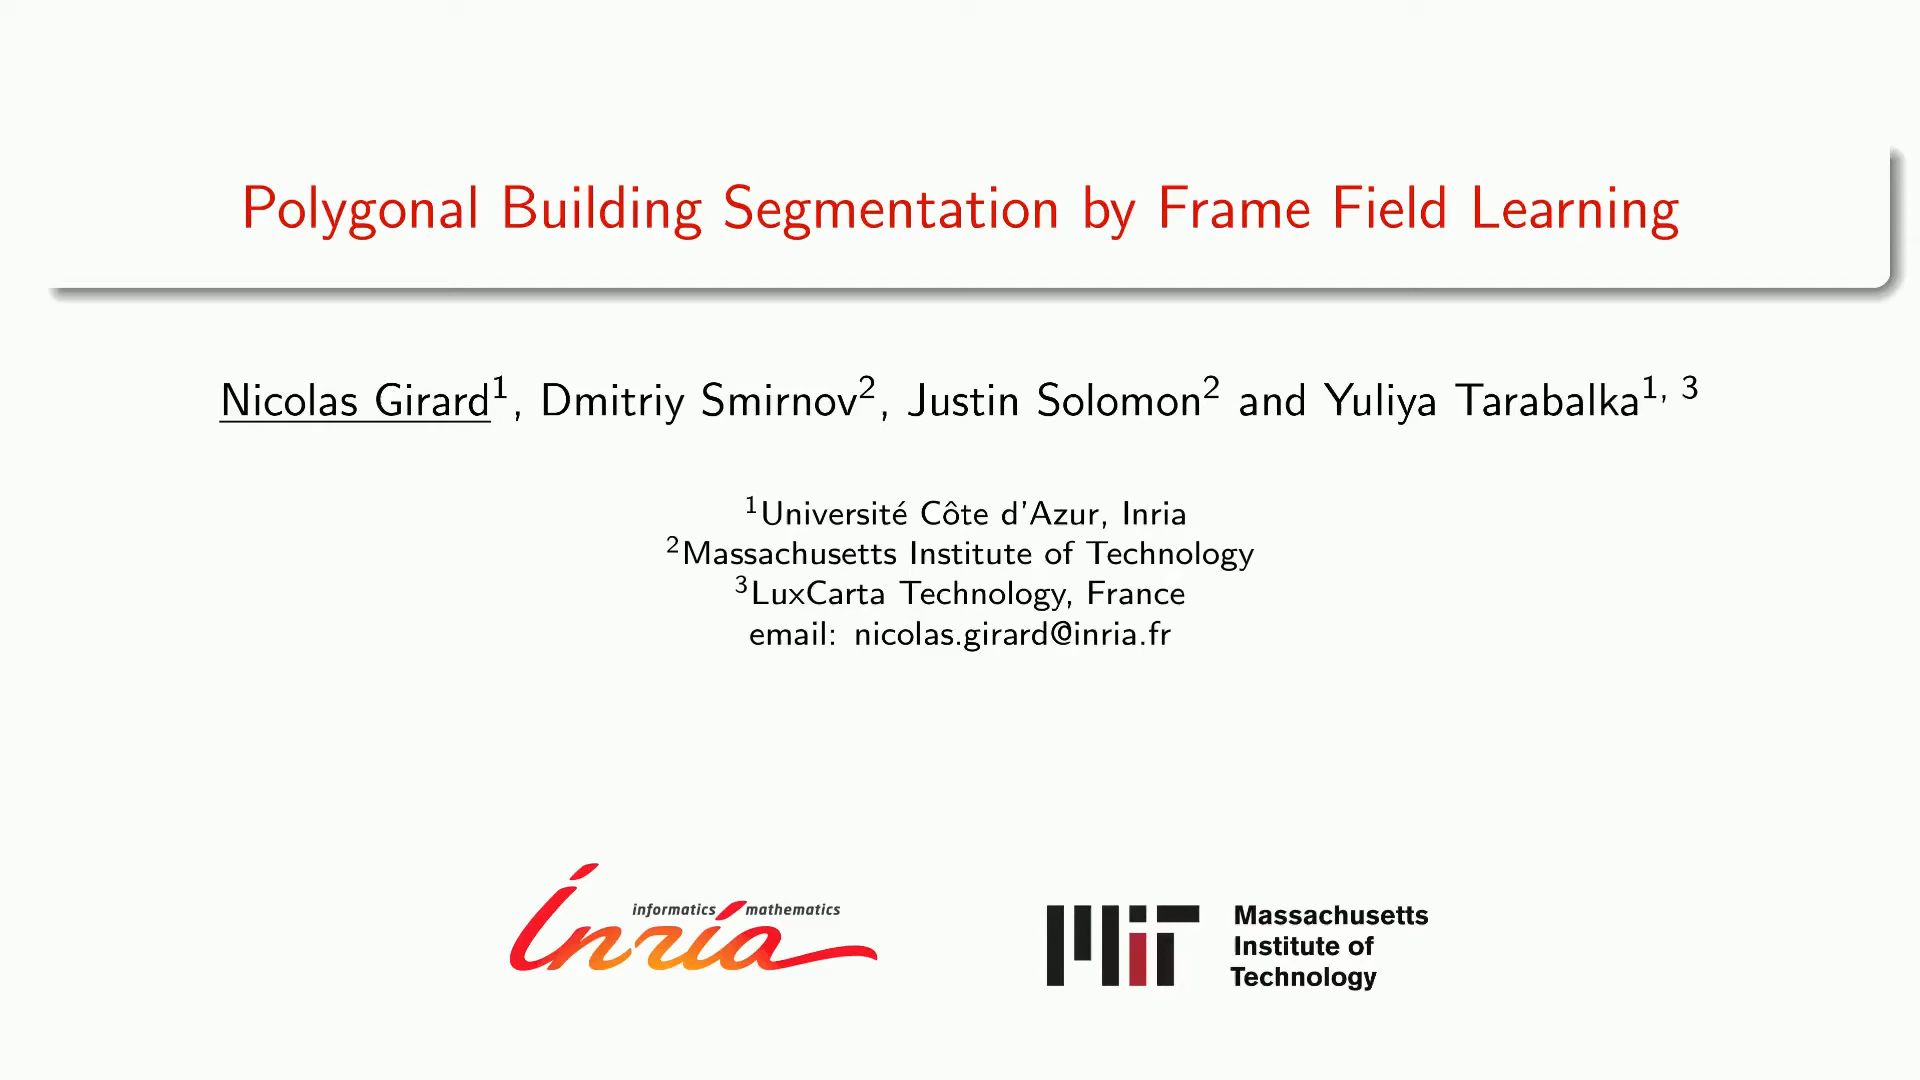 Polygonal Building Segmentation by Frame Field Learning
Nicolas Girard¹, Dmitriy Smirnov², Justin Solomon² and Yuliya Tarabalka¹, ³
¹Université Côte d'Azur, Inria
²Massachusetts Institute of Technology
³LuxCarta Technology, France
email: nicolas.girard@inria.fr
informatics mathematics
Inria
MIT
Massachusetts
Institute of
Technology